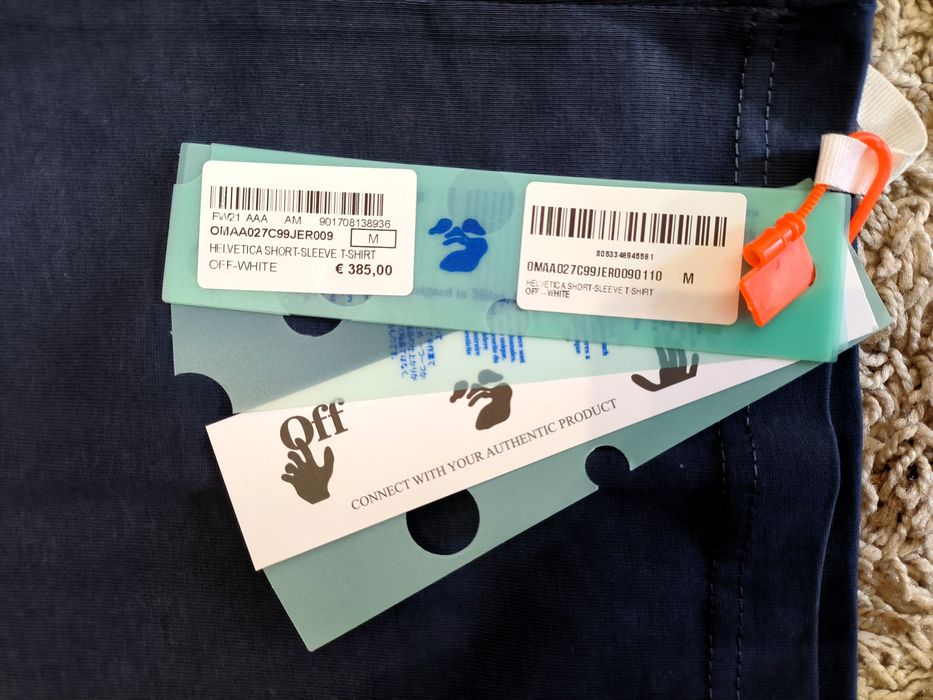 FW21 AAA AM 901708138936
OMAA027C99JER009 M
HELVETICA SHORT-SLEEVE T-SHIRT
OFF-WHITE € 385,00
0MAA027C99JER0090110 M
HELVETICA SHORT-SLEEVE T-SHIRT
OFF-WHITE
Off
CONNECT WITH YOUR AUTHENTIC PRODUCT